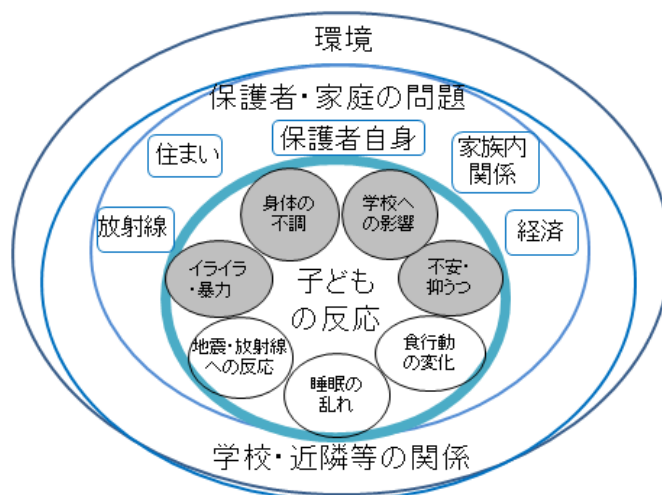 環境
保護者・家庭の問題
保護者自身
住まい
家族内
関係
放射線
経済
身体の
不調
学校へ
の影響
イライラ
・暴力
不安・
抑うつ
子ども
の反応
地震・放射線
への反応
食行動
の変化
睡眠の
乱れ
学校・近隣等の関係